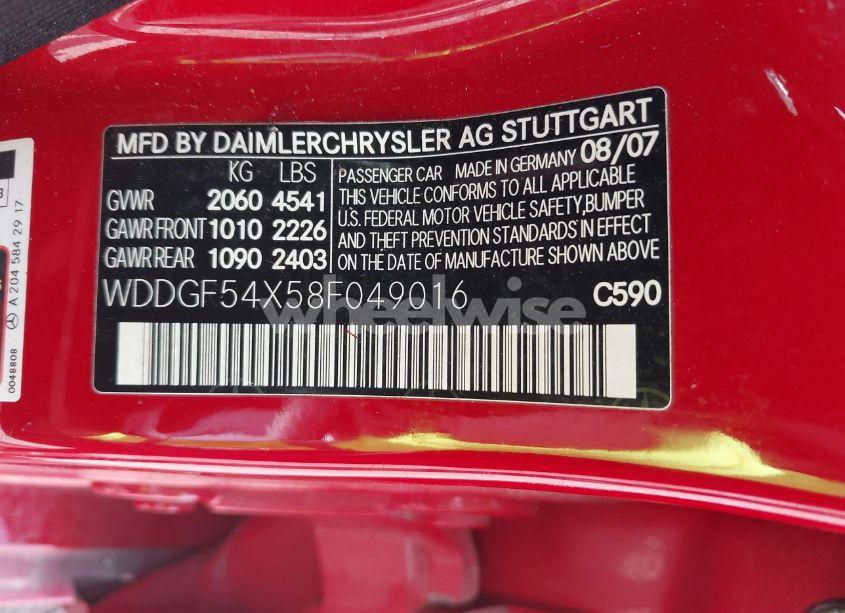 MFD BY DAIMLERCHRYSLER AG STUTTGART
KG LBS
GVWR 2060 4541
GAWR FRONT 1010 2226
GAWR REAR 1090 2403
PASSENGER CAR MADE IN GERMANY 08/07
THIS VEHICLE CONFORMS TO ALL APPLICABLE
U.S. FEDERAL MOTOR VEHICLE SAFETY,BUMPER
AND THEFT PREVENTION STANDARDS IN EFFECT
ON THE DATE OF MANUFACTURE SHOWN ABOVE
WDDGF54X58F049016 C590
wheelwise
A 204 584 29 17
0048808